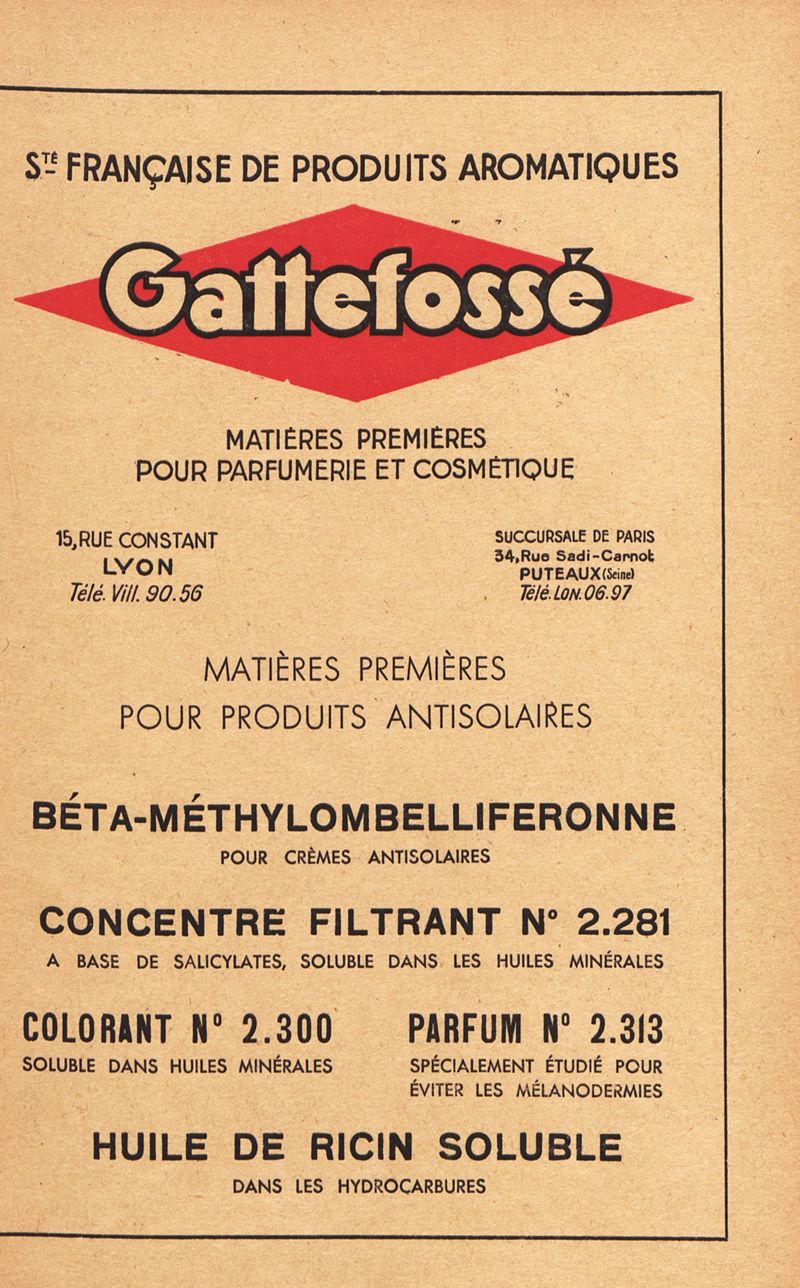 Sté FRANÇAISE DE PRODUITS AROMATIQUES
Gattefossé
MATIÈRES PREMIÈRES
POUR PARFUMERIE ET COSMÉTIQUE
15, RUE CONSTANT
LYON
Télé. Vill. 90.56
SUCCURSALE DE PARIS
34, Rue Sadi-Carnot
PUTEAUX (Seine)
Télé. LON. 06.97
MATIÈRES PREMIÈRES
POUR PRODUITS ANTISOLAIRES
BÉTA-MÉTHYLOMBELLIFERONNE
POUR CRÈMES ANTISOLAIRES
CONCENTRE FILTRANT N° 2.281
A BASE DE SALICYLATES, SOLUBLE DANS LES HUILES MINÉRALES
COLORANT N° 2.300
SOLUBLE DANS HUILES MINÉRALES
PARFUM N° 2.313
SPÉCIALEMENT ÉTUDIÉ POUR
ÉVITER LES MÉLANODERMIES
HUILE DE RICIN SOLUBLE
DANS LES HYDROCARBURES